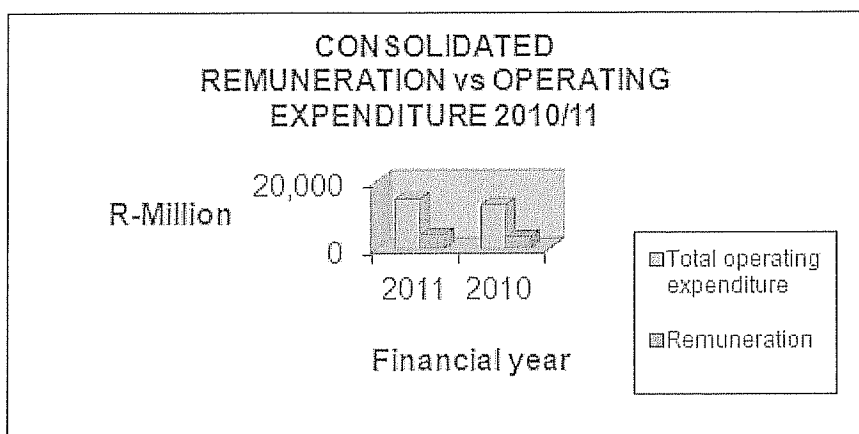 CONSOLIDATED
REMUNERATION vs OPERATING
EXPENDITURE 2010/11
20,000
R-Million
0
2011 2010
Financial year
Total operating
expenditure
Remuneration